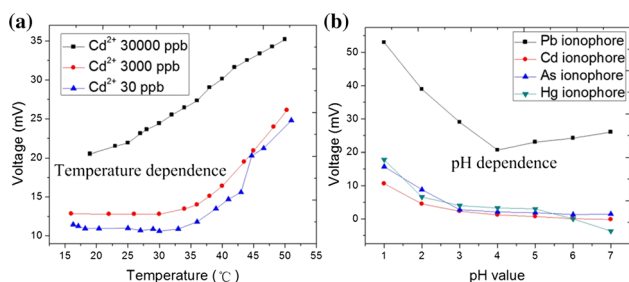 (a)
Cd2+ 30000 ppb
Cd2+ 3000 ppb
Cd2+ 30 ppb
Temperature dependence
Voltage (mV)
35
30
25
20
15
10
15 20 25 30 35 40 45 50 55
Temperature (℃)
(b)
Pb ionophore
Cd ionophore
As ionophore
Hg ionophore
pH dependence
Voltage (mV)
50
40
30
20
10
0
-10
1 2 3 4 5 6 7
pH value